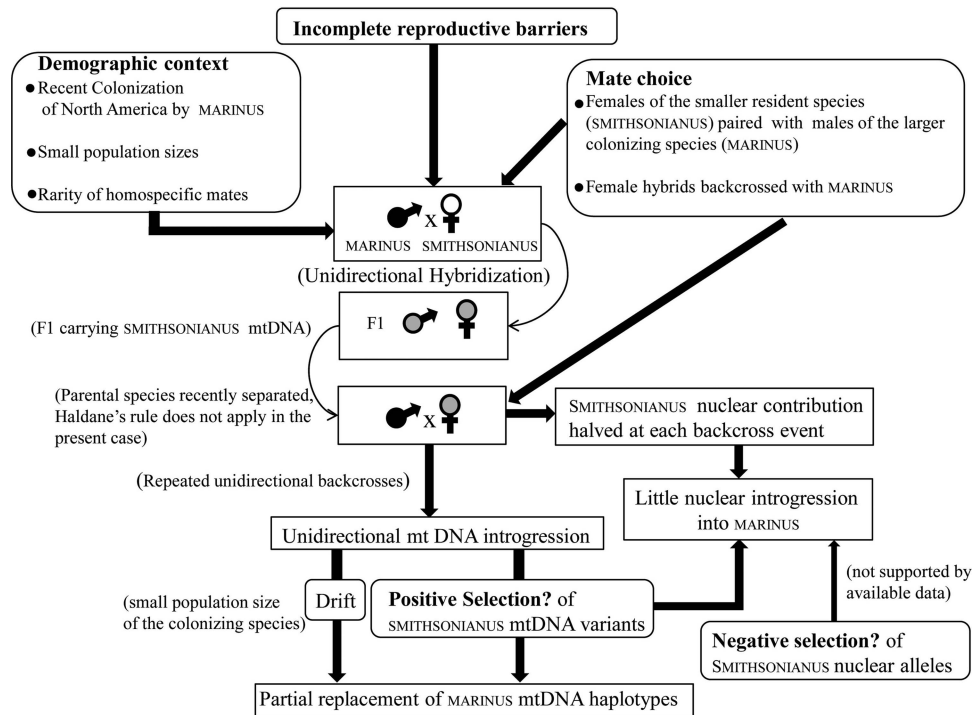 Incomplete reproductive barriers
Demographic context
●Recent Colonization
of North America by MARINUS
●Small population sizes
●Rarity of homospecific mates
Mate choice
●Females of the smaller resident species
(SMITHSONIANUS) paired with males of the larger
colonizing species (MARINUS)
●Female hybrids backcrossed with MARINUS
X
MARINUS SMITHSONIANUS
(Unidirectional Hybridization)
(F1 carrying SMITHSONIANUS mtDNA)
F1
(Parental species recently separated,
Haldane's rule does not apply in the
present case)
X
SMITHSONIANUS nuclear contribution
halved at each backcross event
(Repeated unidirectional backcrosses)
Little nuclear introgression
into MARINUS
Unidirectional mt DNA introgression
(small population size
of the colonizing species)
Drift
Positive Selection? of
SMITHSONIANUS mtDNA variants
(not supported by
available data)
Negative selection? of
SMITHSONIANUS nuclear alleles
Partial replacement of MARINUS mtDNA haplotypes